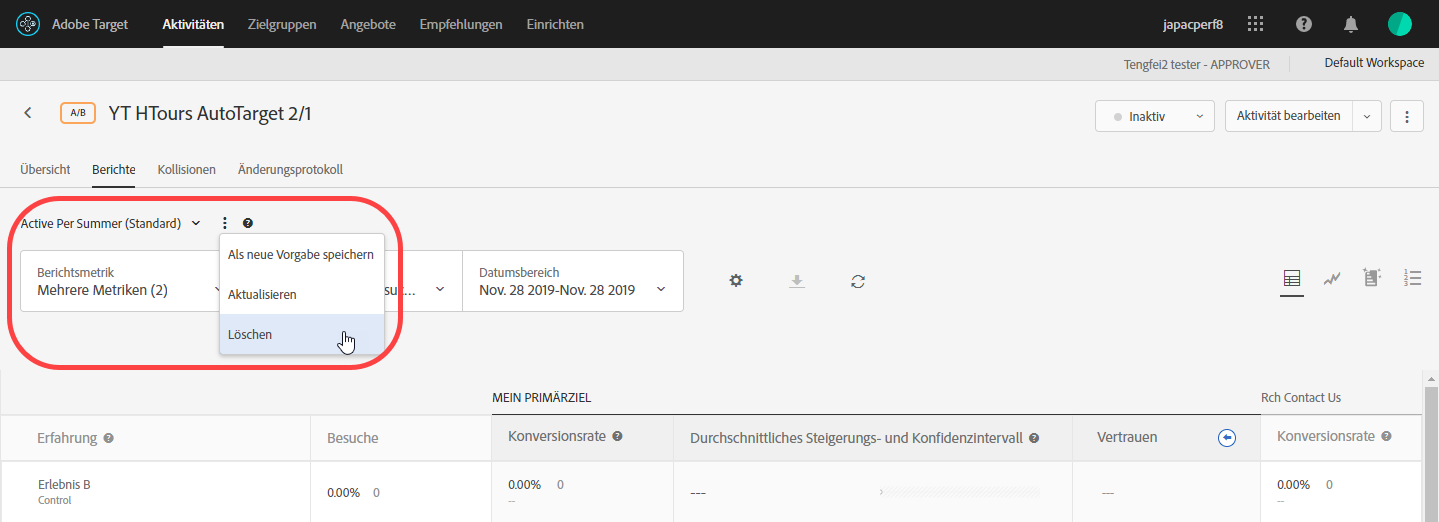 Adobe Target Aktivitäten Zielgruppen Angebote Empfehlungen Einrichten japacperf8
Tengfei2 tester - APPROVER Default Workspace
A/B YT HTours AutoTarget 2/1 Inaktiv Aktivität bearbeiten
Übersicht Berichte Kollisionen Änderungsprotokoll
Active Per Summer (Standard)
Als neue Vorgabe speichern
Aktualisieren
Löschen
Berichtsmetrik
Mehrere Metriken (2)
Datumsbereich
Nov. 28 2019-Nov. 28 2019
MEIN PRIMÄRZIEL Rch Contact Us
Erfahrung Besuche Konversionsrate Durchschnittliches Steigerungs- und Konfidenzintervall Vertrauen Konversionsrate
Erlebnis B
Control
0.00% 0
0.00% 0
--
---
---
0.00% 0
--